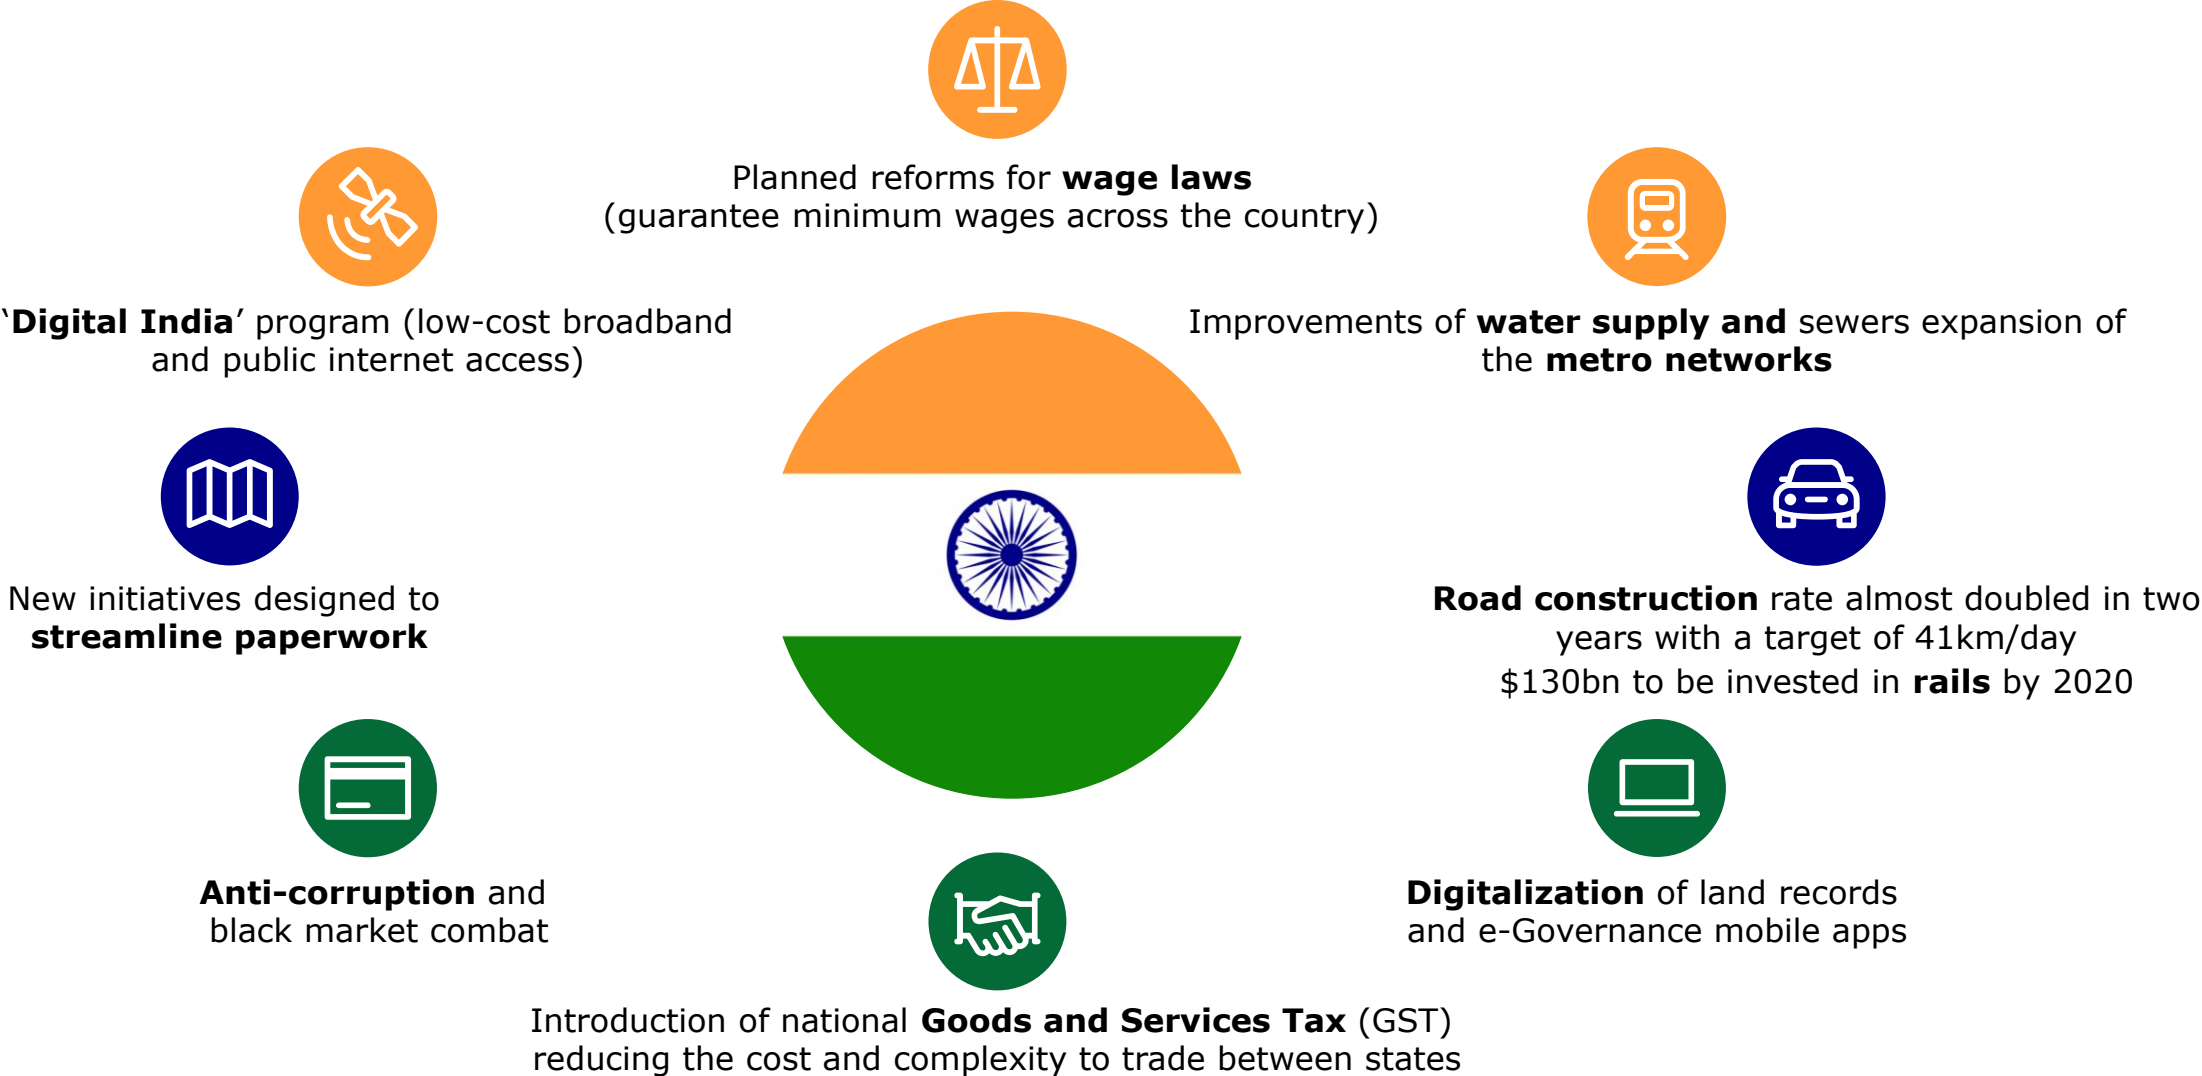 Planned reforms for wage laws
(guarantee minimum wages across the country)
‘Digital India’ program (low-cost broadband
and public internet access)
Improvements of water supply and sewers expansion of
the metro networks
New initiatives designed to
streamline paperwork
Road construction rate almost doubled in two
years with a target of 41km/day
$130bn to be invested in rails by 2020
Anti-corruption and
black market combat
Digitalization of land records
and e-Governance mobile apps
Introduction of national Goods and Services Tax (GST)
reducing the cost and complexity to trade between states